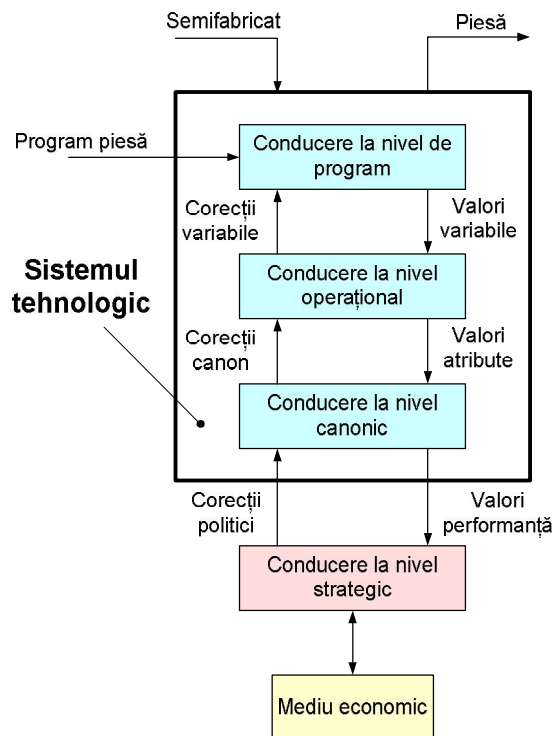 Semifabricat
Piesă
Program piesă
Conducere la nivel de
program
Corecții
variabile
Valori
variabile
Sistemul
tehnologic
Conducere la nivel
operațional
Corecții
canon
Valori
atribute
Conducere la nivel
canonic
Corecții
politici
Valori
performanță
Conducere la nivel
strategic
Mediu economic